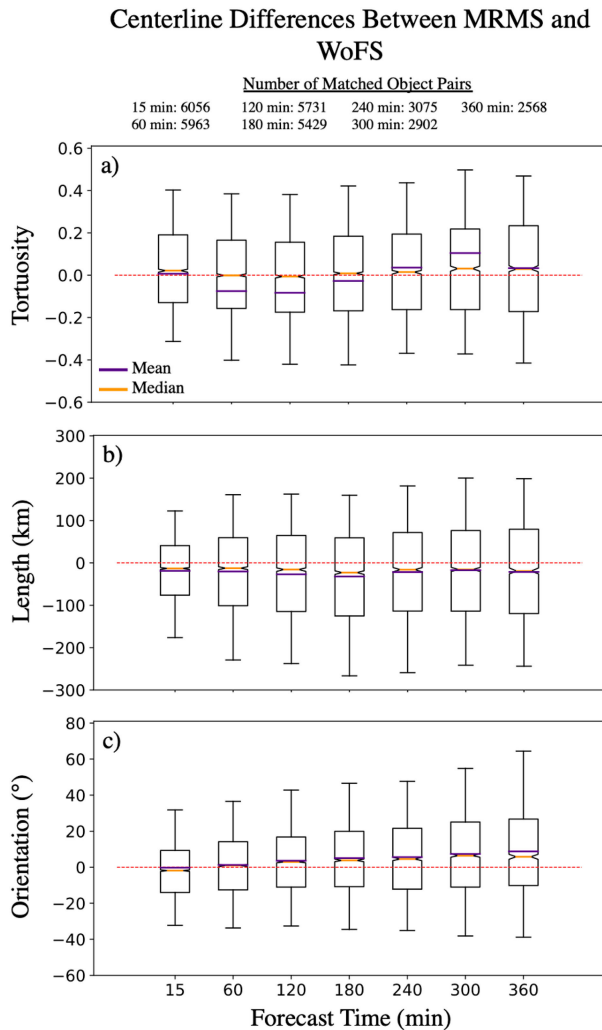 Centerline Differences Between MRMS and
WoFS
Number of Matched Object Pairs
15 min: 6056 120 min: 5731 240 min: 3075 360 min: 2568
60 min: 5963 180 min: 5429 300 min: 2902
a)
Tortuosity
0.6
0.4
0.2
0.0
−0.2
−0.4
−0.6
Mean
Median
b)
Length (km)
300
200
100
0
−100
−200
−300
c)
Orientation (°)
80
60
40
20
0
−20
−40
−60
15 60 120 180 240 300 360
Forecast Time (min)